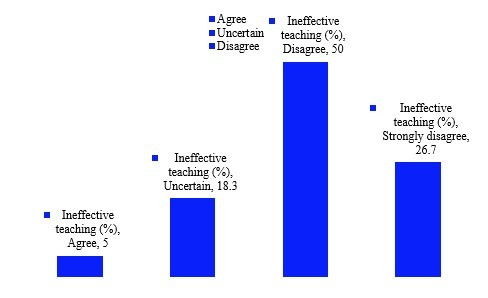 Agree
Uncertain
Disagree
Ineffective
teaching (%),
Disagree, 50
Ineffective
teaching (%),
Strongly disagree,
26.7
Ineffective
teaching (%),
Uncertain, 18.3
Ineffective
teaching (%),
Agree, 5